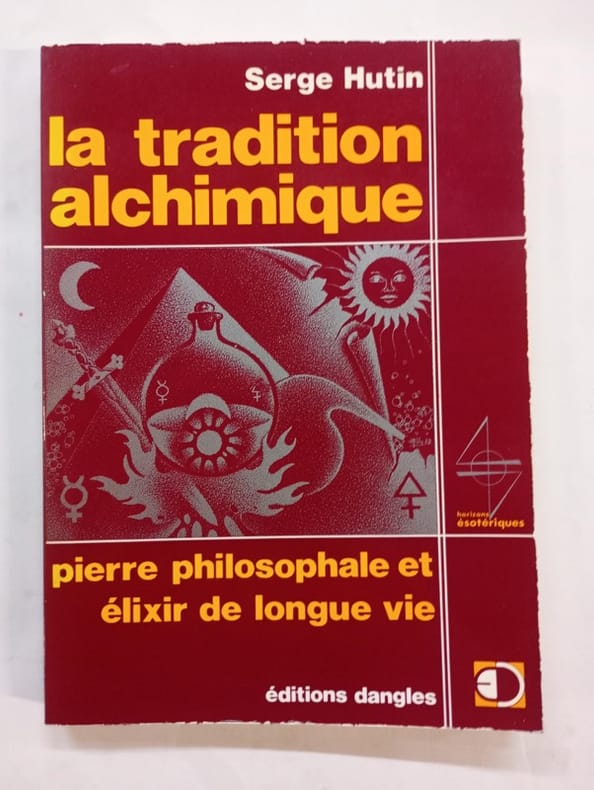 Serge Hutin
la tradition
alchimique
horizons
ésotériques
pierre philosophale et
élixir de longue vie
éditions dangles